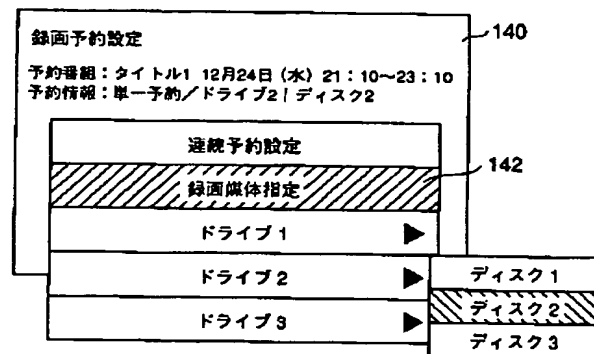 録画予約設定
140
予約番組：タイトル1 12月24日（水）21：10～23：10
予約情報：単一予約／ドライブ2｜ディスク2
連続予約設定
録画媒体指定
142
ドライブ1
ドライブ2
ディスク1
ディスク2
ドライブ3
ディスク3